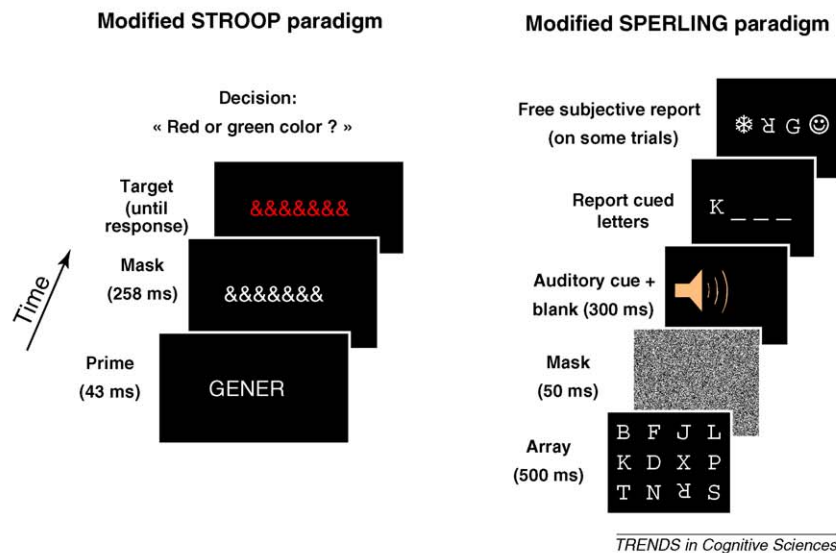 Modified STROOP paradigm
Decision:
« Red or green color ? »
Target
(until
response)
&&&&&&&
Mask
(258 ms)
&&&&&&&
Time
Prime
(43 ms)
GENER
Modified SPERLING paradigm
Free subjective report
(on some trials)
❄ ꓤ G ☺
Report cued
letters
K _ _ _
Auditory cue +
blank (300 ms)
Mask
(50 ms)
Array
(500 ms)
B F J L
K D X P
T N ꓤ S
TRENDS in Cognitive Sciences